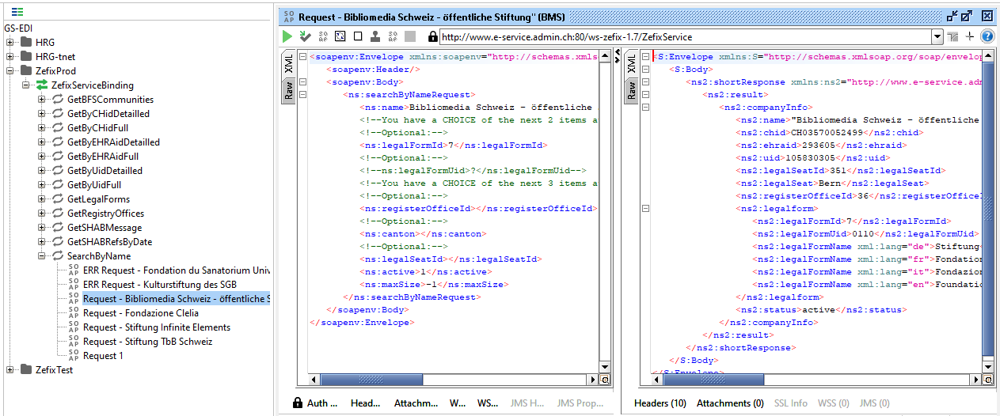 GS-EDI
HRG
HRG-tnet
ZefixProd
ZefixServiceBinding
GetBFSCommunities
GetByCHidDetailled
GetByCHidFull
GetByEHRAidDetailled
GetByEHRAidFull
GetByUidDetailled
GetByUidFull
GetLegalForms
GetRegistryOffices
GetSHABMessage
GetSHABRefsByDate
SearchByName
SOAP ERR Request - Fondation du Sanatorium Univ
SOAP ERR Request - Kulturstiftung des SGB
SOAP Request - Bibliomedia Schweiz - öffentliche S
SOAP Request - Fondazione Clelia
SOAP Request - Stiftung Infinite Elements
SOAP Request - Stiftung TbB Schweiz
SOAP Request 1
ZefixTest
SOAP Request - Bibliomedia Schweiz - öffentliche Stiftung" (BMS)
http://www.e-service.admin.ch:80/ws-zefix-1.7/ZefixService
XML
Raw
<soapenv:Envelope xmlns:soapenv="http://schemas.xmls
<soapenv:Header/>
<soapenv:Body>
<ns:searchByNameRequest>
<ns:name>Bibliomedia Schweiz - öffentliche
<!--You have a CHOICE of the next 2 items a
<!--Optional:-->
<ns:legalFormId>7</ns:legalFormId>
<!--Optional:-->
<!--ns:legalFormUid>?</ns:legalFormUid-->
<!--You have a CHOICE of the next 3 items a
<!--Optional:-->
<ns:registerOfficeId></ns:registerOfficeId>
<!--Optional:-->
<ns:canton></ns:canton>
<!--Optional:-->
<ns:legalSeatId></ns:legalSeatId>
<ns:active>1</ns:active>
<ns:maxSize>-1</ns:maxSize>
</ns:searchByNameRequest>
</soapenv:Body>
</soapenv:Envelope>
Auth ... Head... Attachm... W... WS... JMS H... JMS Prop...
XML
Raw
<S:Envelope xmlns:S="http://schemas.xmlsoap.org/soap/envelop
<S:Body>
<ns2:shortResponse xmlns:ns2="http://www.e-service.adm
<ns2:result>
<ns2:companyInfo>
<ns2:name>"Bibliomedia Schweiz - öffentliche
<ns2:chid>CH03570052499</ns2:chid>
<ns2:ehraid>293605</ns2:ehraid>
<ns2:uid>105830305</ns2:uid>
<ns2:legalSeatId>351</ns2:legalSeatId>
<ns2:legalSeat>Bern</ns2:legalSeat>
<ns2:registerOfficeId>36</ns2:registerOfficeI
<ns2:legalform>
<ns2:legalFormId>7</ns2:legalFormId>
<ns2:legalFormUid>0110</ns2:legalFormUid>
<ns2:legalFormName xml:lang="de">Stiftung<
<ns2:legalFormName xml:lang="fr">Fondation
<ns2:legalFormName xml:lang="it">Fondazion
<ns2:legalFormName xml:lang="en">Foundatio
</ns2:legalform>
<ns2:status>active</ns2:status>
</ns2:companyInfo>
</ns2:result>
</ns2:shortResponse>
</S:Body>
</S:Envelope>
Headers (10) Attachments (0) SSL Info WSS (0) JMS (0)